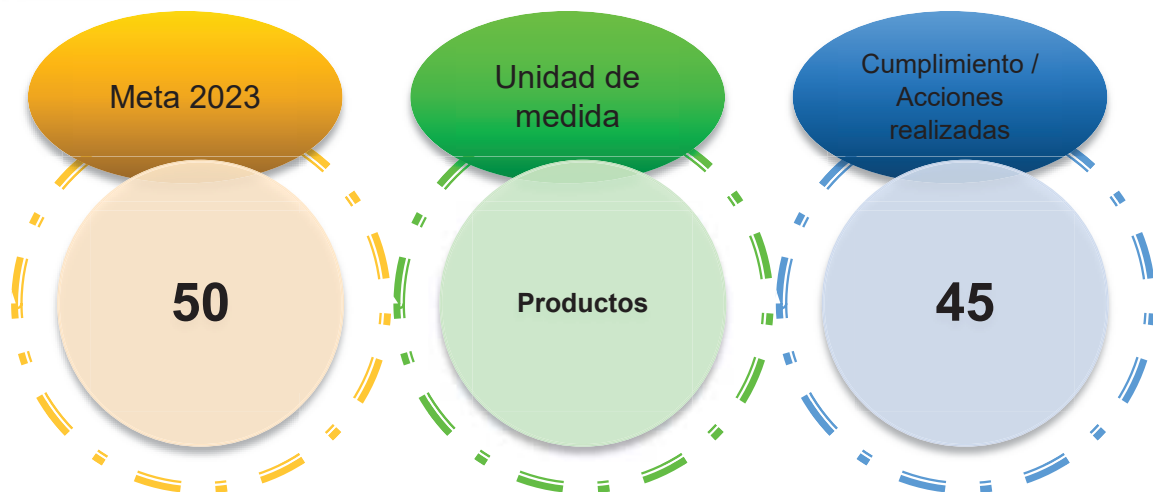 Meta 2023
50
Unidad de
medida
Productos
Cumplimiento /
Acciones
realizadas
45